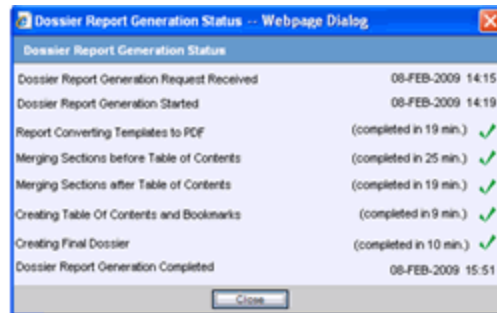 Dossier Report Generation Status -- Webpage Dialog
Dossier Report Generation Status
Dossier Report Generation Request Received 08-FEB-2009 14:15
Dossier Report Generation Started 08-FEB-2009 14:19
Report Converting Templates to PDF (completed in 19 min.)
Merging Sections before Table of Contents (completed in 25 min.)
Merging Sections after Table of Contents (completed in 19 min.)
Creating Table Of Contents and Bookmarks (completed in 9 min.)
Creating Final Dossier (completed in 10 min.)
Dossier Report Generation Completed 08-FEB-2009 15:51
Close